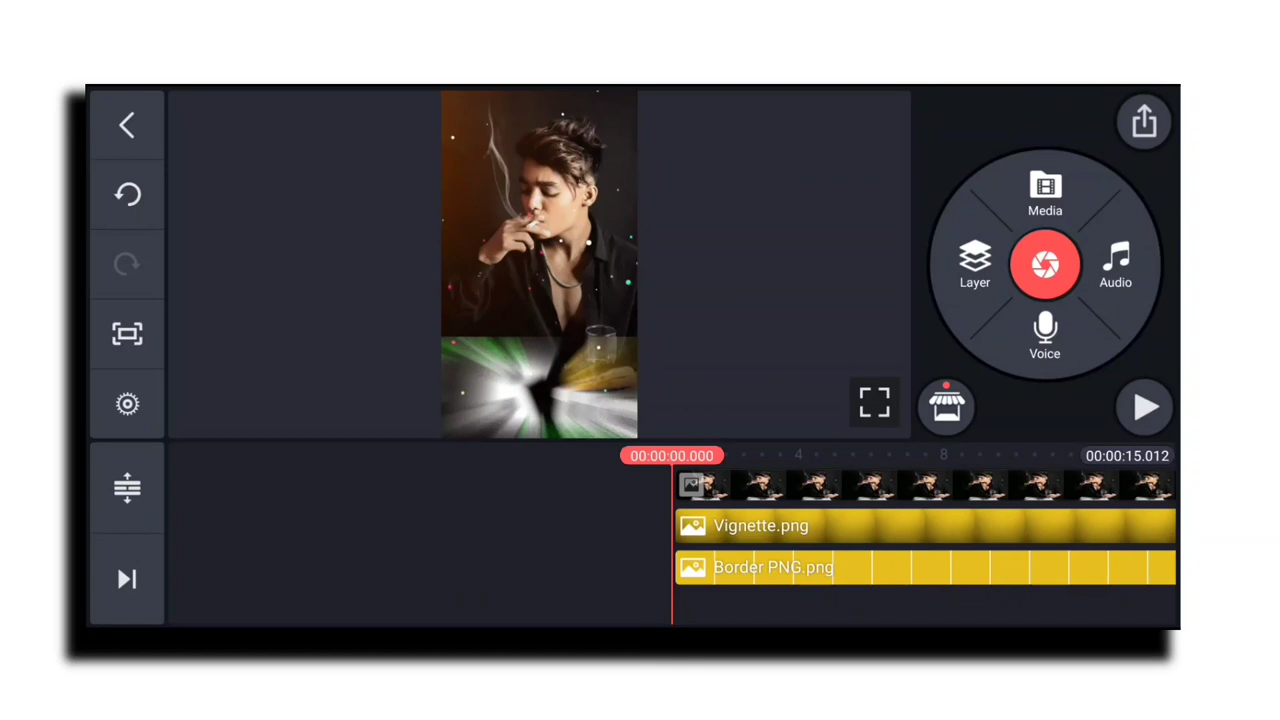 Media
Layer
Audio
Voice
00:00:00.000
4
8
00:00:15.012
Vignette.png
Border PNG.png